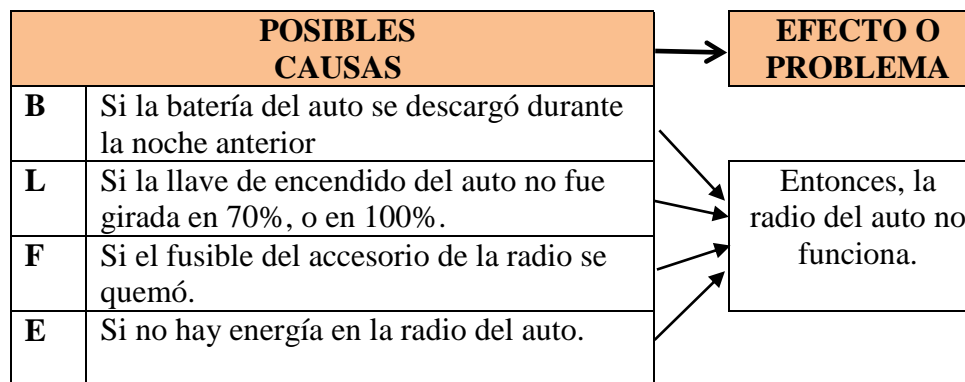 POSIBLES
CAUSAS
EFECTO O
PROBLEMA
B Si la batería del auto se descargó durante
la noche anterior
L Si la llave de encendido del auto no fue
girada en 70%, o en 100%.
F Si el fusible del accesorio de la radio se
quemó.
E Si no hay energía en la radio del auto.
Entonces, la
radio del auto no
funciona.